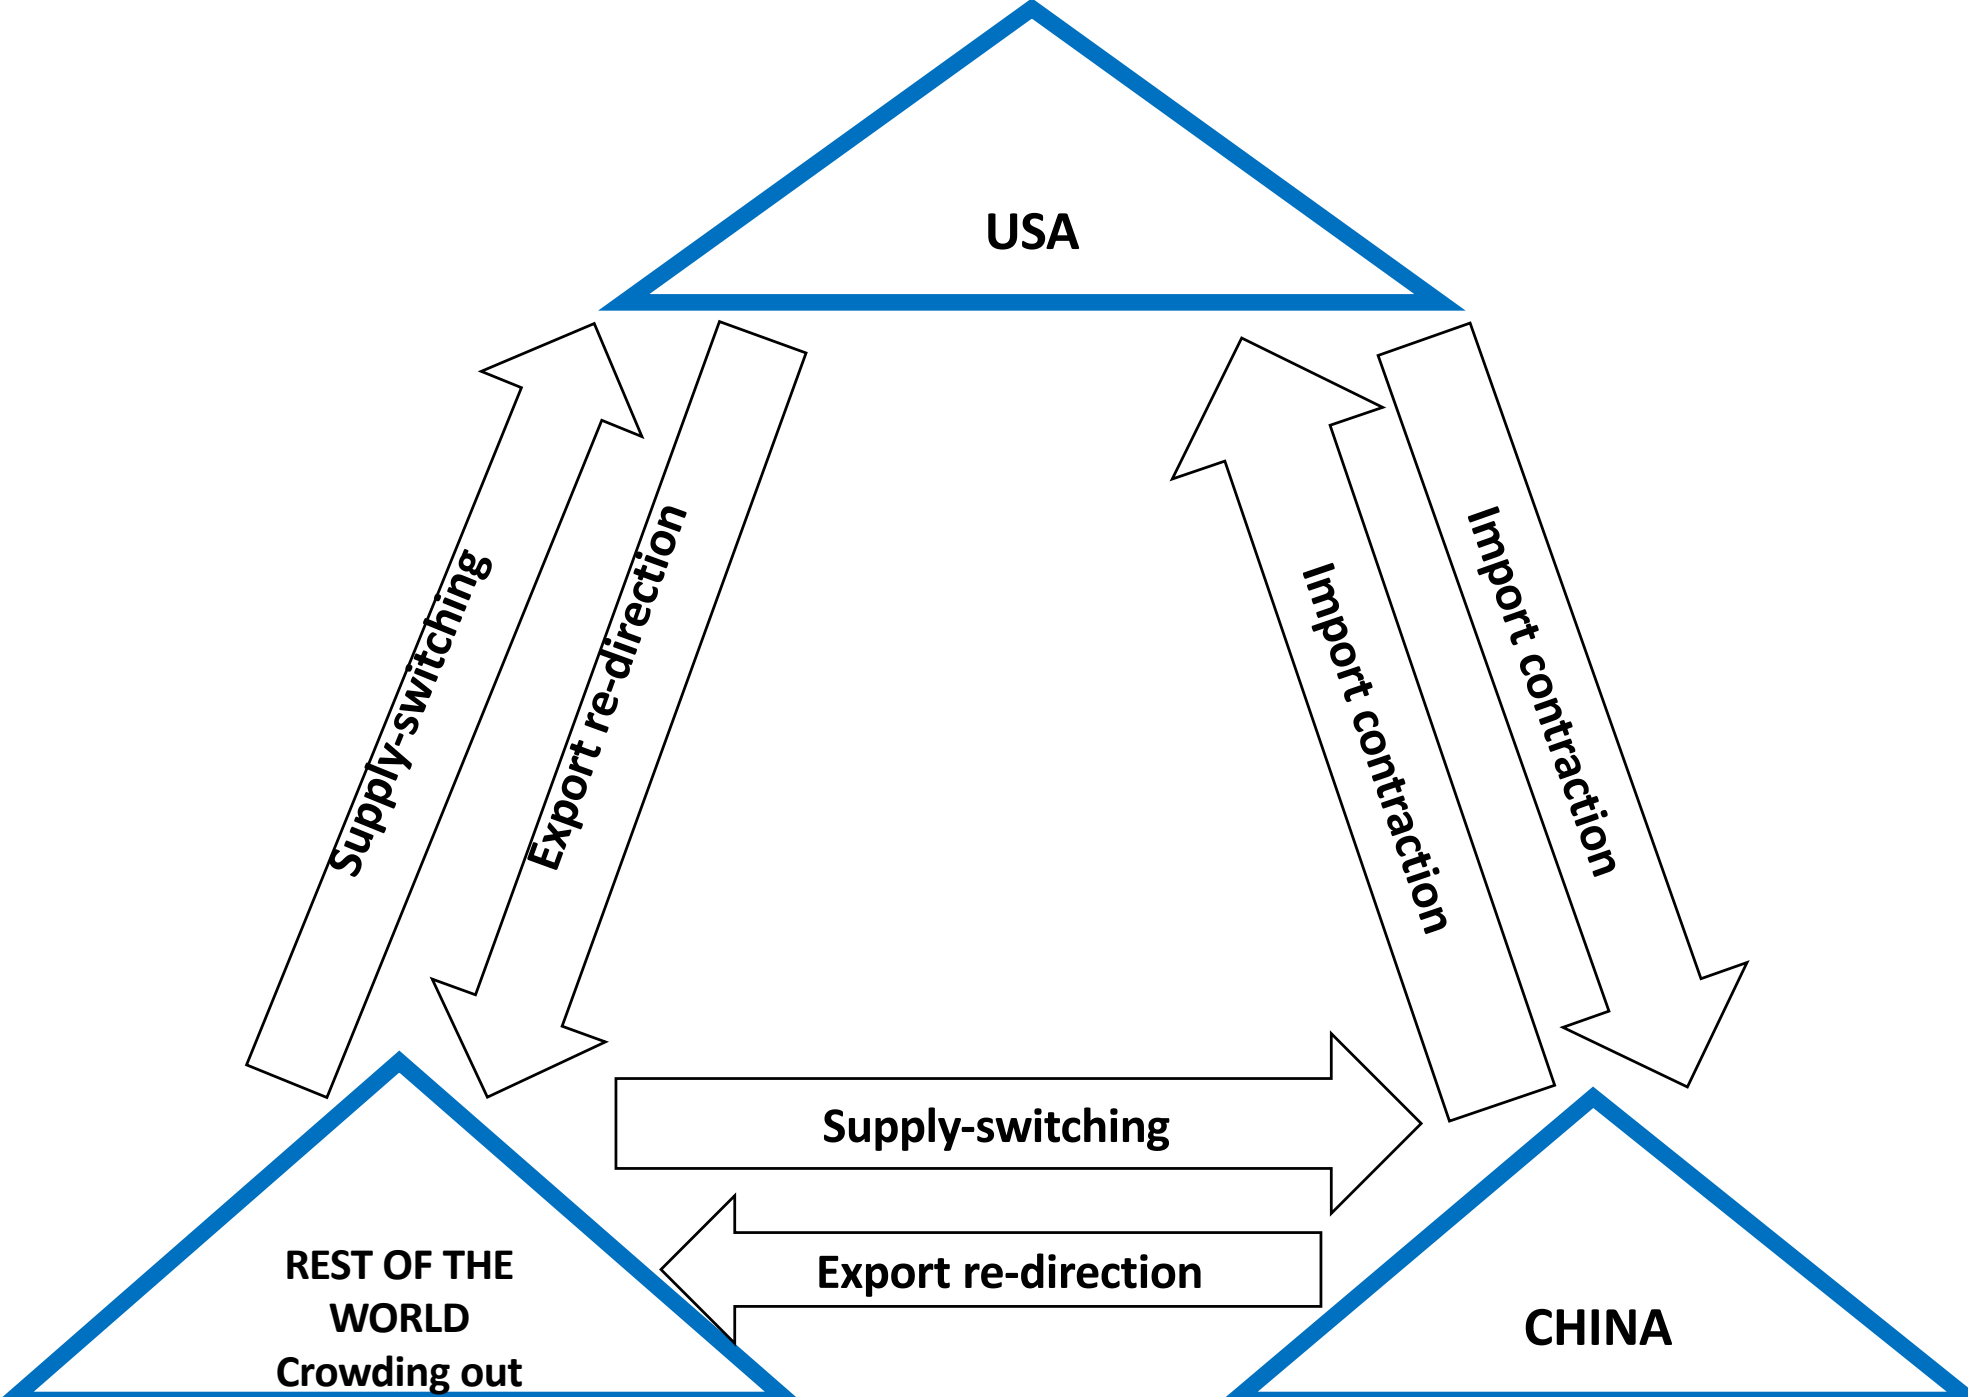 USA
Supply-switching
Export re-direction
Import contraction
Import contraction
Supply-switching
Export re-direction
REST OF THE
WORLD
Crowding out
CHINA